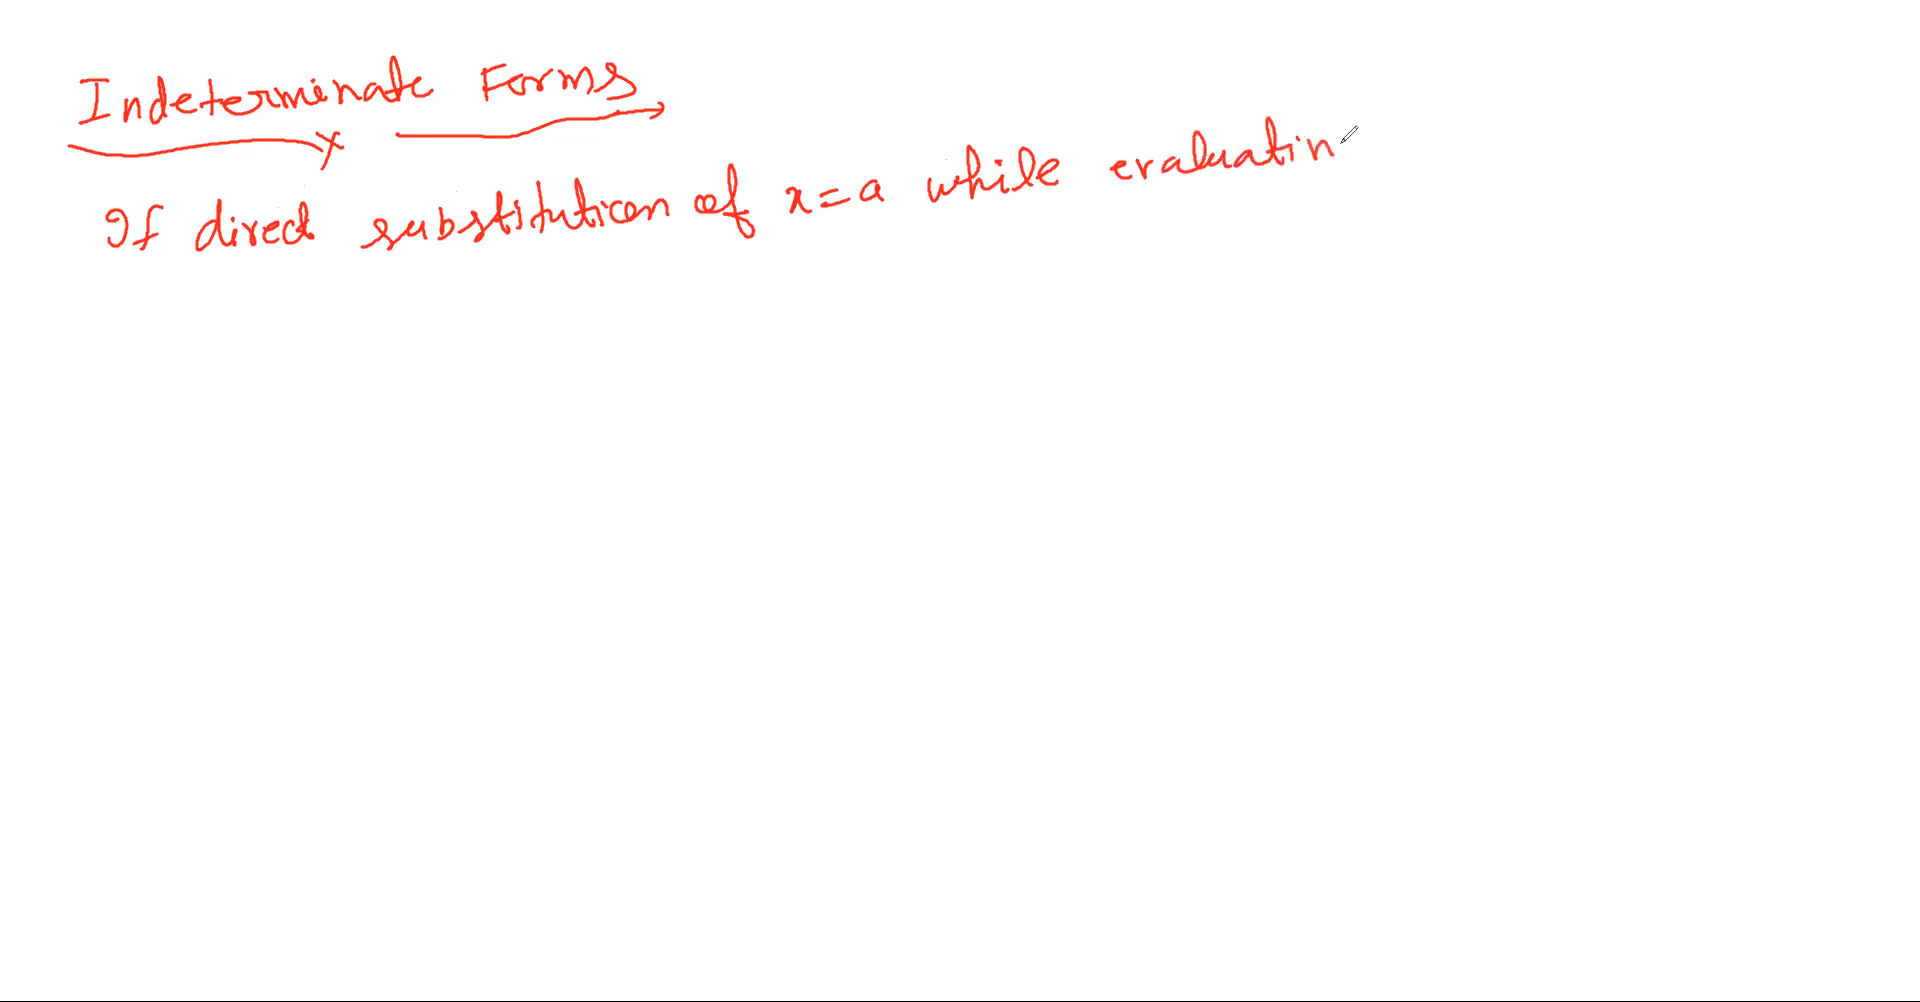 Indeterminate Forms
If direct substitution of x=a while evaluatin